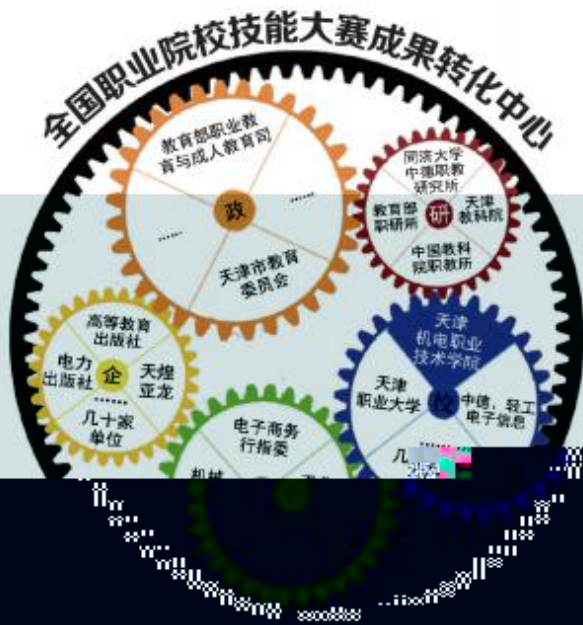 全国职业院校技能大赛成果转化中心
教育部职业教
育与成人教育司
……
政
……
天津市教育
委员会
同济大学
中德职教
研究所
教育部
职研所
研
天津
教科院
中国教科
院职教所
高等教育
出版社
电力
出版社
企
天煌
亚龙
……
几十家
单位
天津
机电职业
技术学院
天津
职业大学
校
中德，轻工
电子信息
……
几
电子商务
行指委
机械